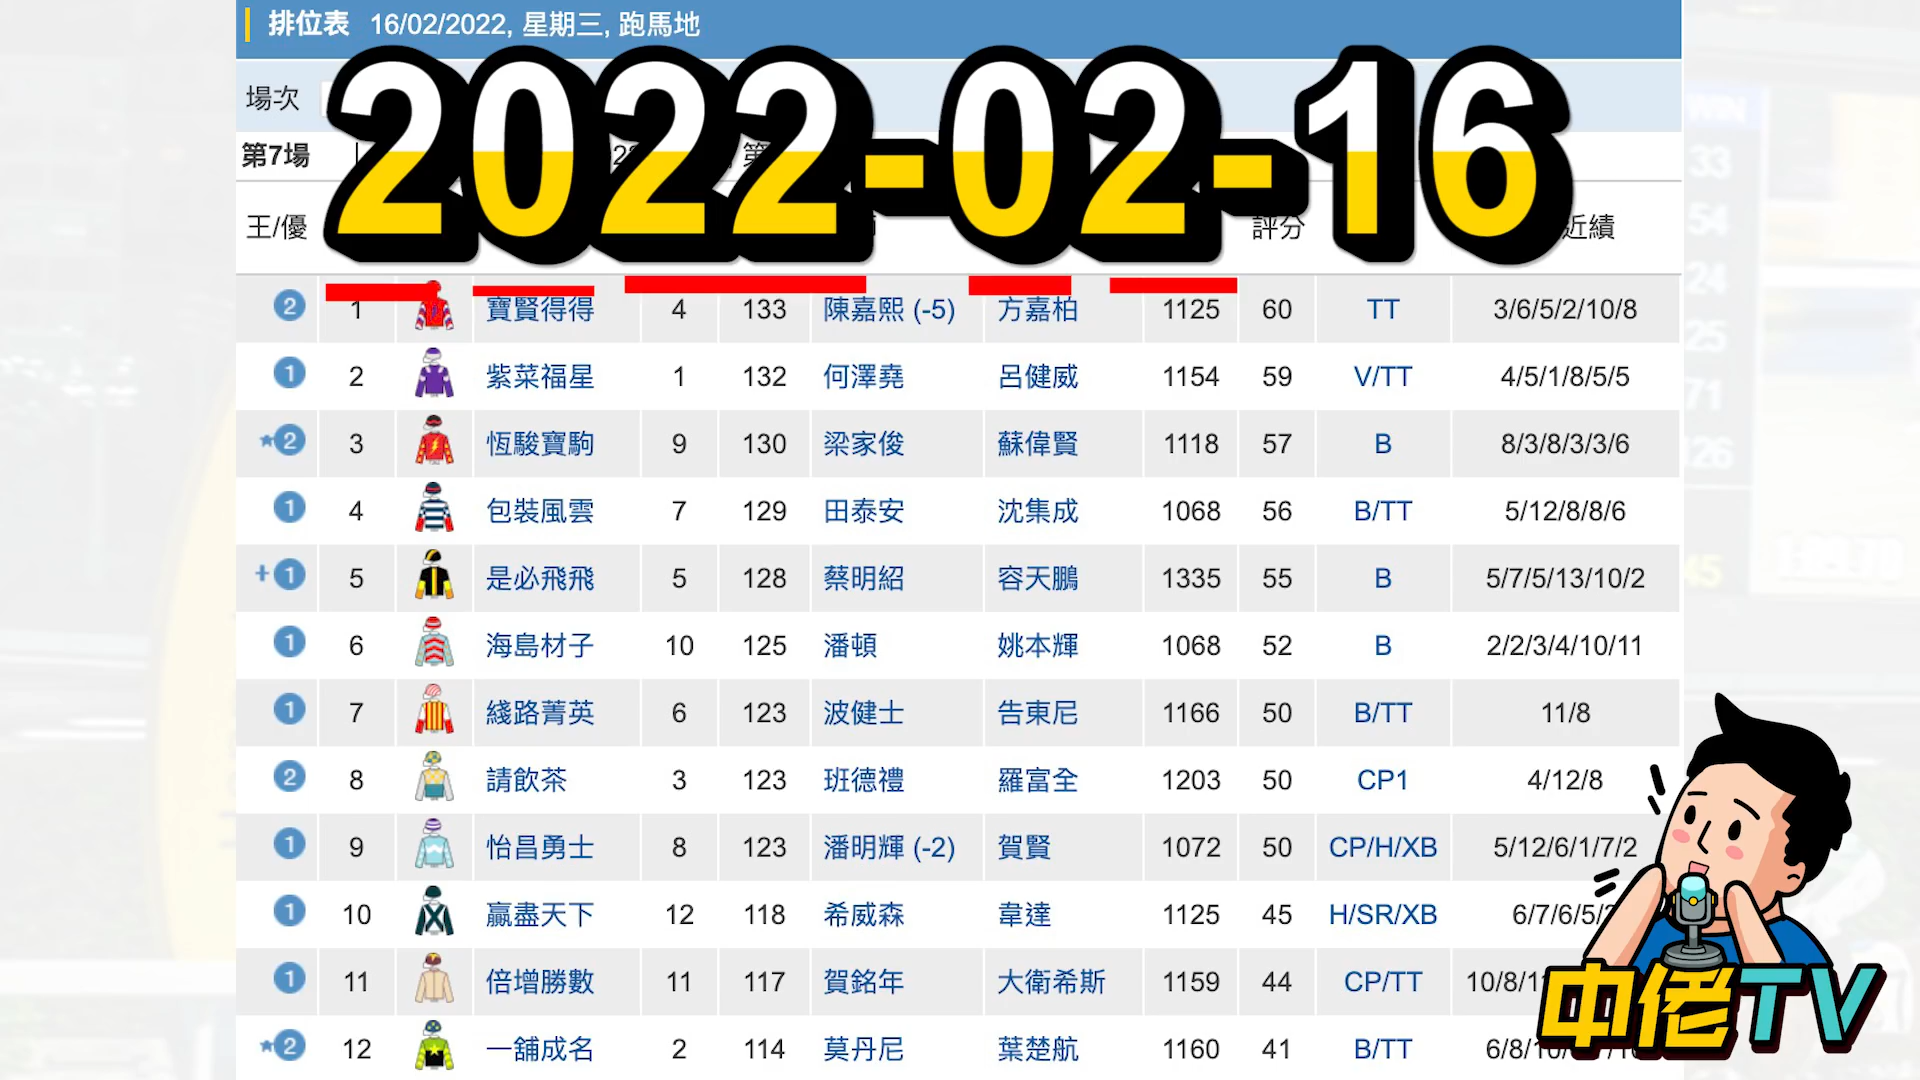 排位表 16/02/2022, 星期三, 跑馬地
2022-02-16
場次
第7場
王/優 評分 近績
2 1 寶賢得得 4 133 陳嘉熙 (-5) 方嘉柏 1125 60 TT 3/6/5/2/10/8
1 2 紫菜福星 1 132 何澤堯 呂健威 1154 59 V/TT 4/5/1/8/5/5
★2 3 恆駿寶駒 9 130 梁家俊 蘇偉賢 1118 57 B 8/3/8/3/3/6
1 4 包裝風雲 7 129 田泰安 沈集成 1068 56 B/TT 5/12/8/8/6
+1 5 是必飛飛 5 128 蔡明紹 容天鵬 1335 55 B 5/7/5/13/10/2
1 6 海島材子 10 125 潘頓 姚本輝 1068 52 B 2/2/3/4/10/11
1 7 綫路菁英 6 123 波健士 告東尼 1166 50 B/TT 11/8
2 8 請飲茶 3 123 班德禮 羅富全 1203 50 CP1 4/12/8
1 9 怡昌勇士 8 123 潘明輝 (-2) 賀賢 1072 50 CP/H/XB 5/12/6/1/7/2
1 10 贏盡天下 12 118 希威森 韋達 1125 45 H/SR/XB 6/7/6/5/
1 11 倍增勝數 11 117 賀銘年 大衛希斯 1159 44 CP/TT 10/8/1
★2 12 一舖成名 2 114 莫丹尼 葉楚航 1160 41 B/TT 6/8/10/
中佬TV